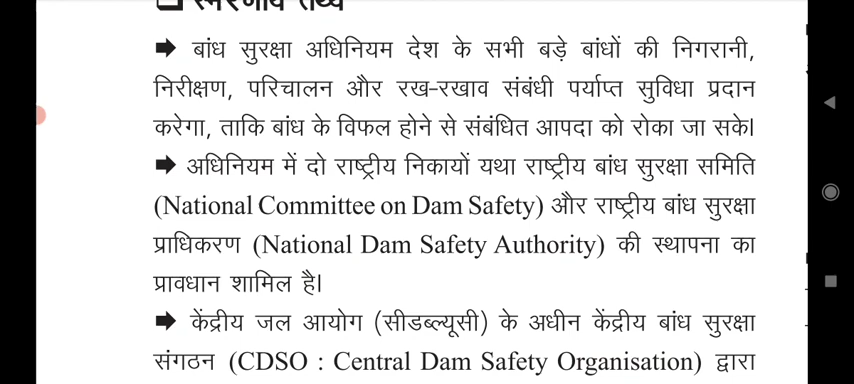 स्मरणीय तथ्य
➡ बांध सुरक्षा अधिनियम देश के सभी बड़े बांधों की निगरानी,
निरीक्षण, परिचालन और रख-रखाव संबंधी पर्याप्त सुविधा प्रदान
करेगा, ताकि बांध के विफल होने से संबंधित आपदा को रोका जा सके।
➡ अधिनियम में दो राष्ट्रीय निकायों यथा राष्ट्रीय बांध सुरक्षा समिति
(National Committee on Dam Safety) और राष्ट्रीय बांध सुरक्षा
प्राधिकरण (National Dam Safety Authority) की स्थापना का
प्रावधान शामिल है।
➡ केंद्रीय जल आयोग (सीडब्ल्यूसी) के अधीन केंद्रीय बांध सुरक्षा
संगठन (CDSO : Central Dam Safety Organisation) द्वारा